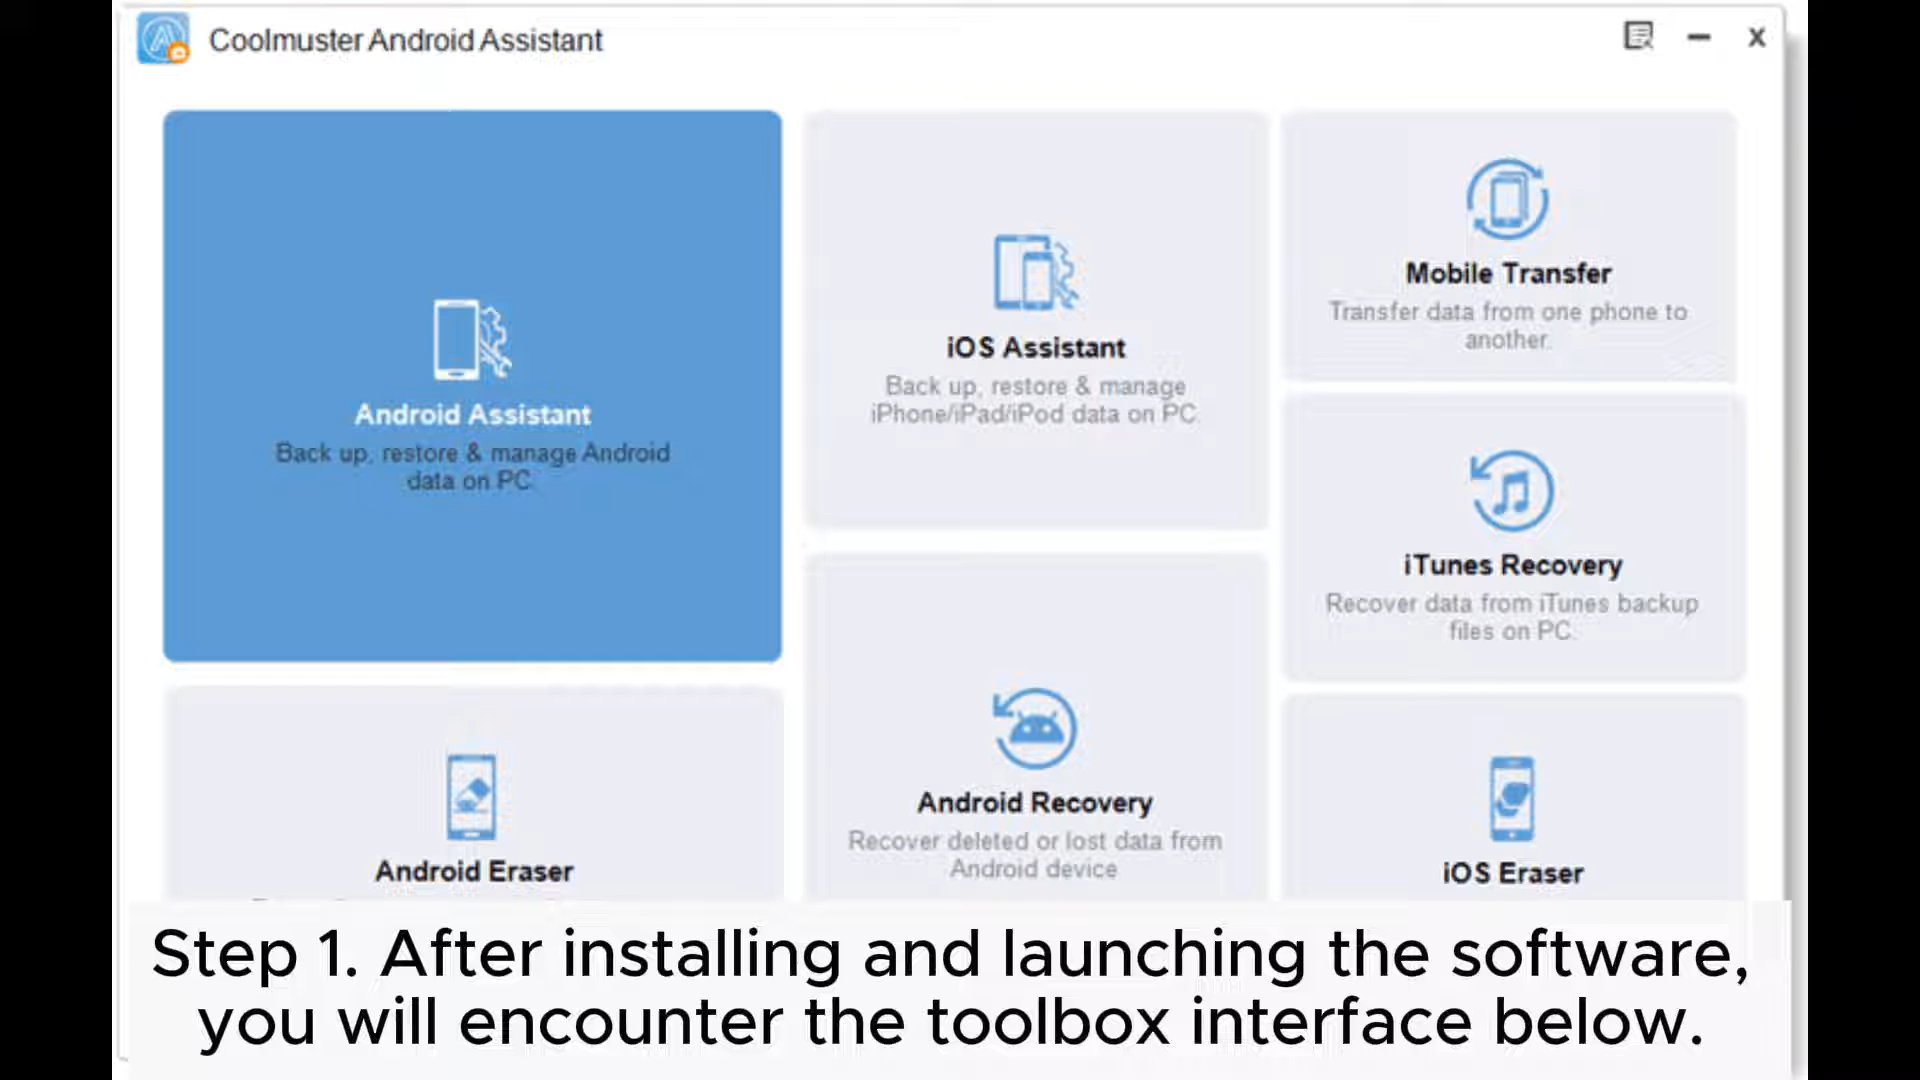 Coolmuster Android Assistant
Android Assistant
Back up, restore & manage Android
data on PC.
iOS Assistant
Back up, restore & manage
iPhone/iPad/iPod data on PC.
Mobile Transfer
Transfer data from one phone to
another.
iTunes Recovery
Recover data from iTunes backup
files on PC.
Android Eraser
Android Recovery
Recover deleted or lost data from
Android device
iOS Eraser
Step 1. After installing and launching the software,
you will encounter the toolbox interface below.